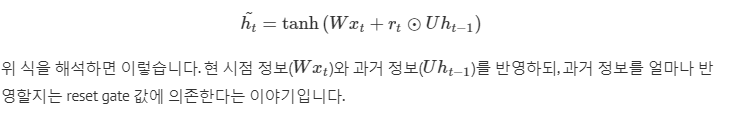 h̃_t = tanh (Wx_t + r_t ⊙ Uh_{t−1})
위 식을 해석하면 이렇습니다. 현 시점 정보(Wx_t)와 과거 정보(Uh_{t−1})를 반영하되, 과거 정보를 얼마나 반
영할지는 reset gate 값에 의존한다는 이야기입니다.